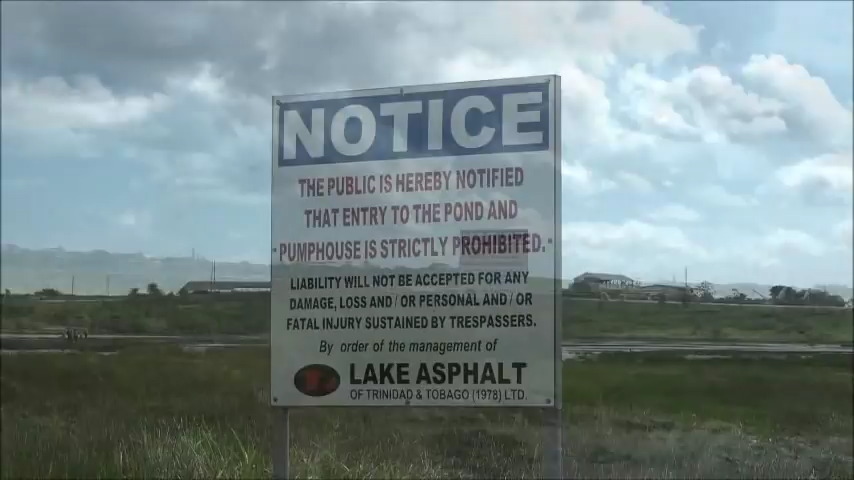 NOTICE
THE PUBLIC IS HEREBY NOTIFIED
THAT ENTRY TO THE POND AND
PUMPHOUSE IS STRICTLY PROHIBITED.
LIABILITY WILL NOT BE ACCEPTED FOR ANY
DAMAGE, LOSS AND / OR PERSONAL AND / OR
FATAL INJURY SUSTAINED BY TRESPASSERS.
By order of the management of
LAKE ASPHALT
OF TRINIDAD & TOBAGO (1978) LTD.